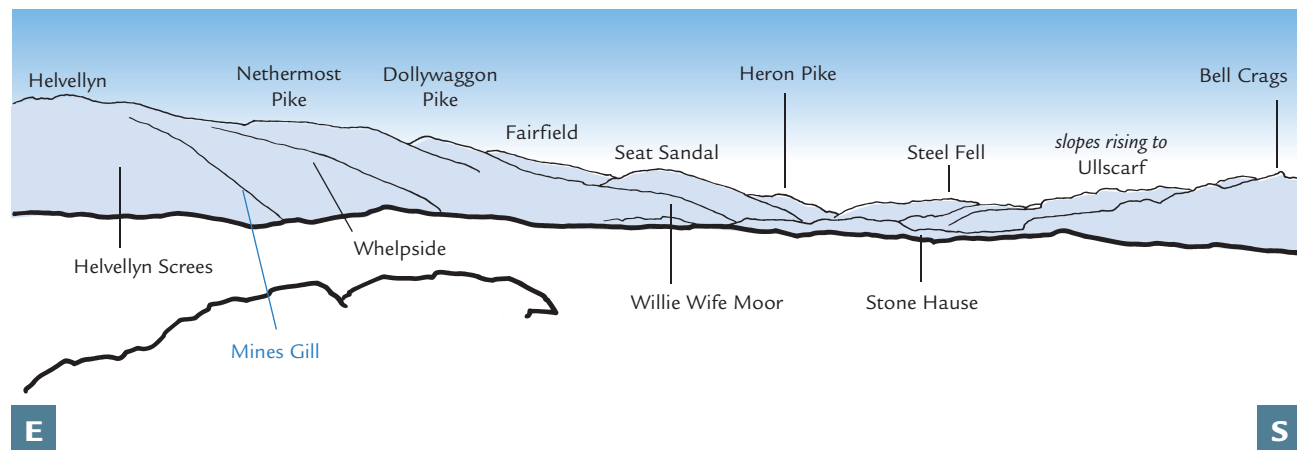 Helvellyn
Nethermost
Pike
Dollywaggon
Pike
Fairfield
Seat Sandal
Heron Pike
Steel Fell
slopes rising to
Ullscarf
Bell Crags
Helvellyn Screes
Whelpside
Mines Gill
Willie Wife Moor
Stone Hause
E
S